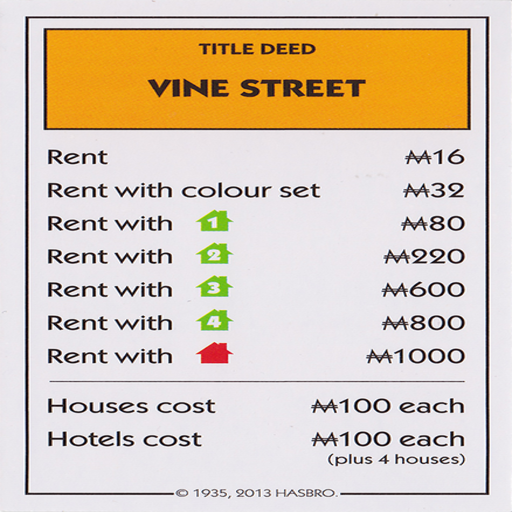 TITLE DEED
VINE STREET
Rent ₩16
Rent with colour set ₩32
Rent with 1 ₩80
Rent with 2 ₩220
Rent with 3 ₩600
Rent with 4 ₩800
Rent with ₩1000
Houses cost ₩100 each
Hotels cost ₩100 each
(plus 4 houses)
© 1935, 2013 HASBRO.